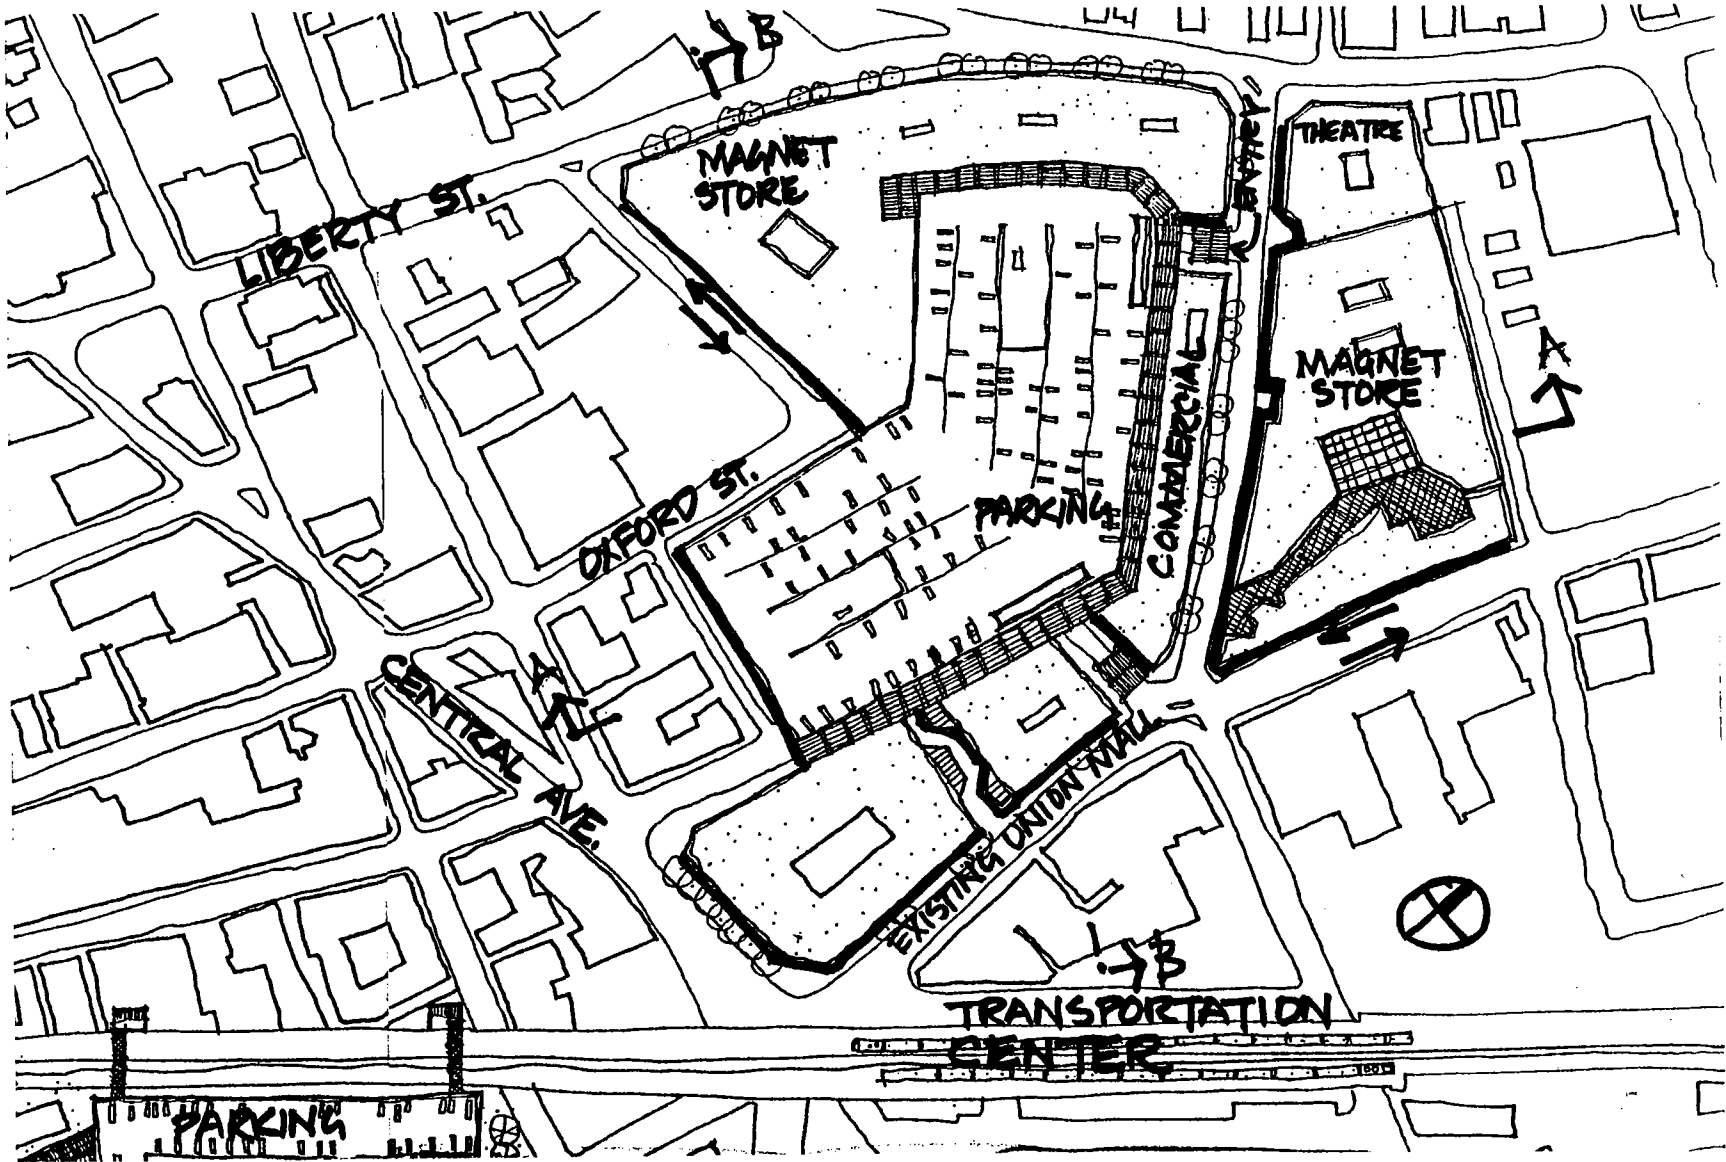 B
THEATRE
ENTRY
MAGNET
STORE
LIBERTY ST.
A
MAGNET
STORE
COMMERCIAL
OXFORD ST.
PARKING
A
CENTRAL AVE.
EXISTING UNION MALL
B
TRANSPORTATION
CENTER
PARKING